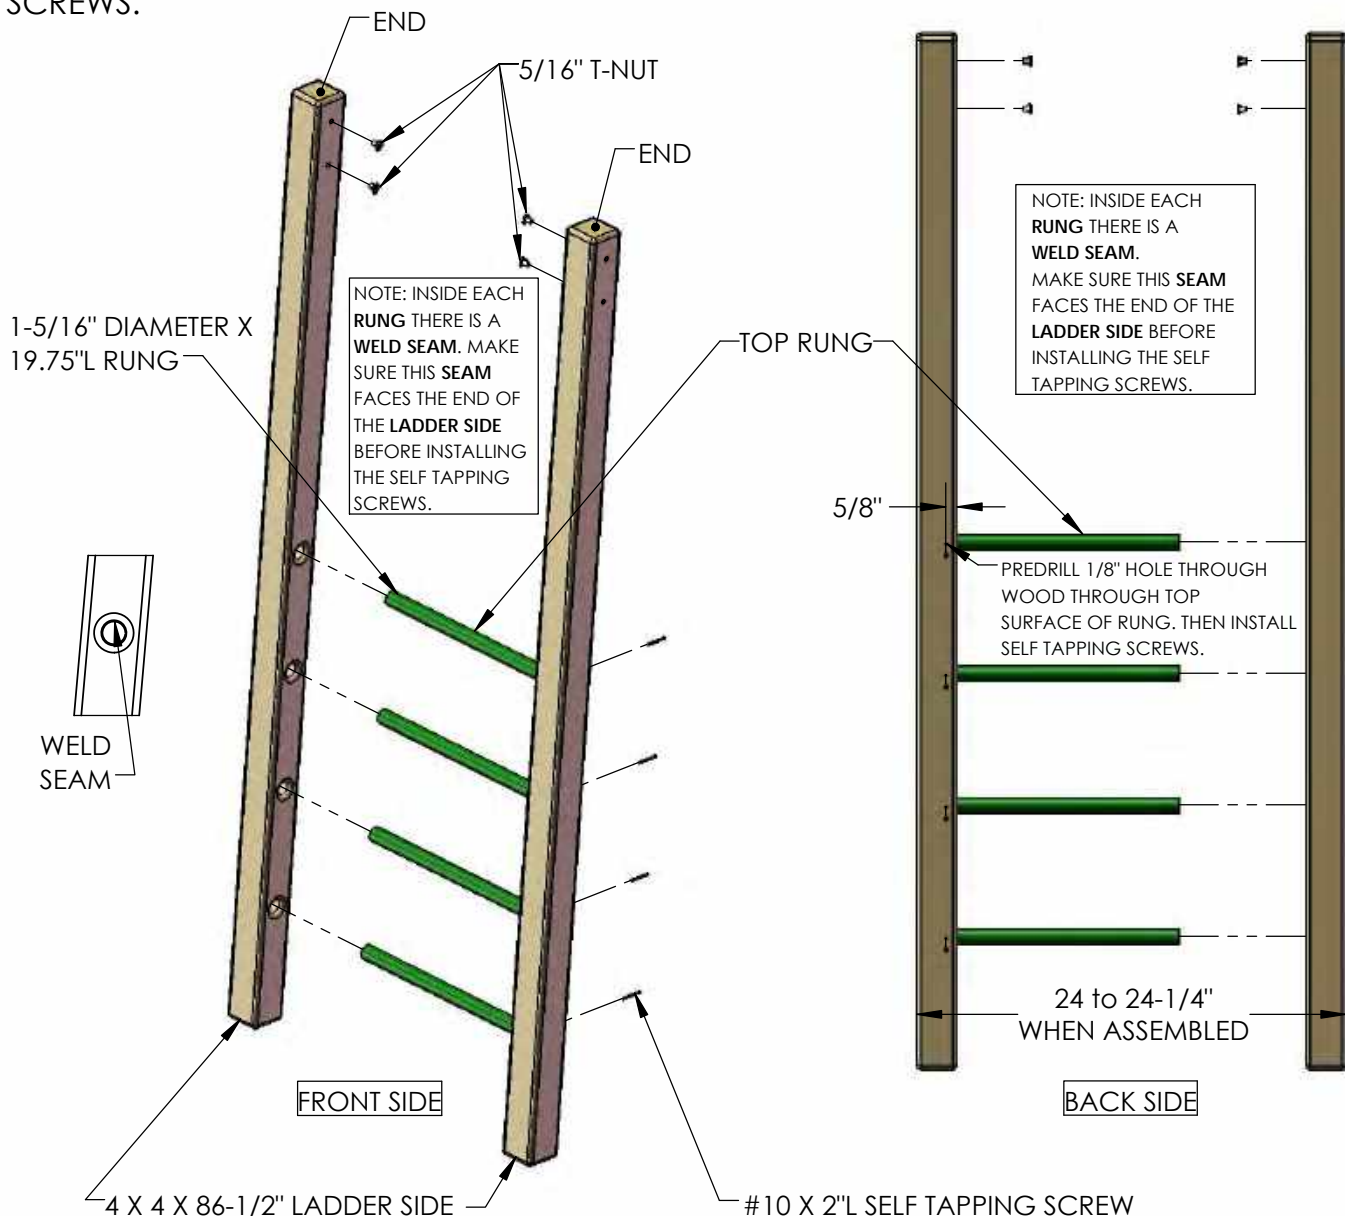 SCREWS.
END
5/16" T-NUT
END
NOTE: INSIDE EACH
RUNG THERE IS A
WELD SEAM. MAKE
SURE THIS SEAM
FACES THE END OF
THE LADDER SIDE
BEFORE INSTALLING
THE SELF TAPPING
SCREWS.
1-5/16" DIAMETER X
19.75"L RUNG
TOP RUNG
WELD
SEAM
FRONT SIDE
4 X 4 X 86-1/2" LADDER SIDE
#10 X 2"L SELF TAPPING SCREW
NOTE: INSIDE EACH
RUNG THERE IS A
WELD SEAM.
MAKE SURE THIS SEAM
FACES THE END OF THE
LADDER SIDE BEFORE
INSTALLING THE SELF
TAPPING SCREWS.
5/8"
PREDRILL 1/8" HOLE THROUGH
WOOD THROUGH TOP
SURFACE OF RUNG. THEN INSTALL
SELF TAPPING SCREWS.
24 to 24-1/4"
WHEN ASSEMBLED
BACK SIDE